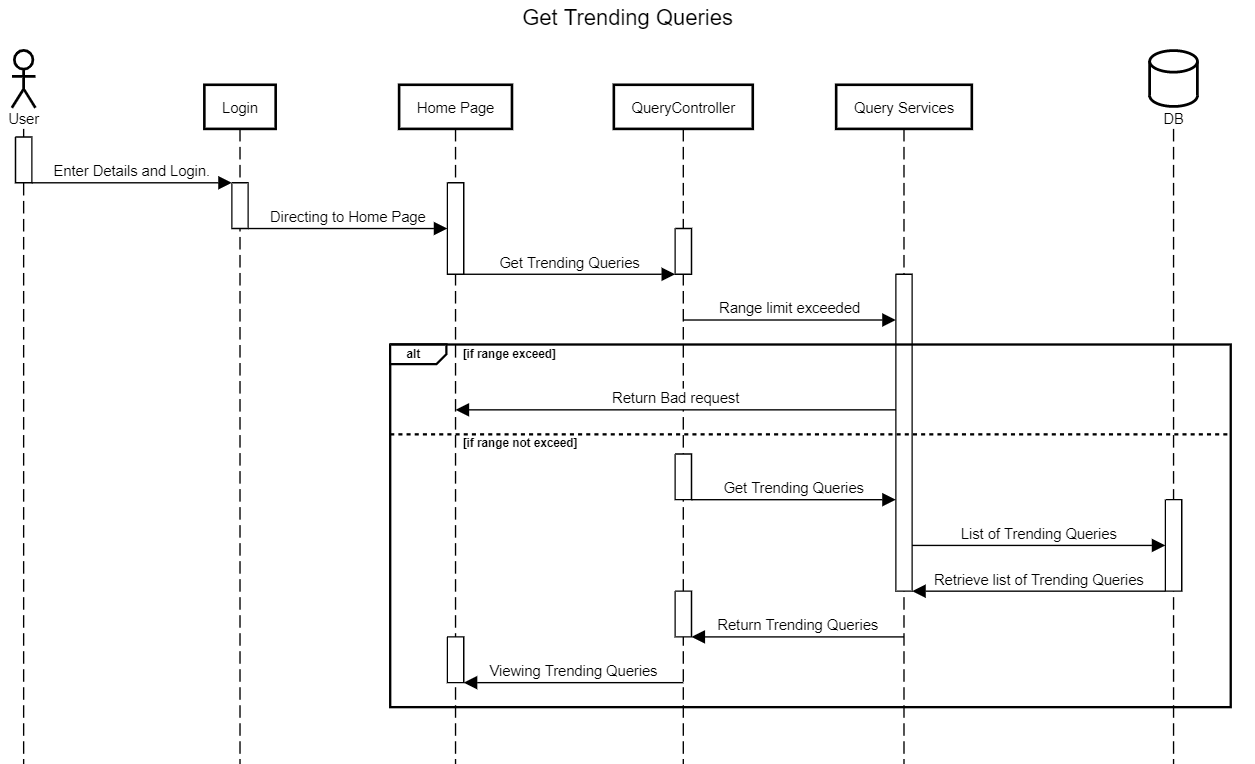 Get Trending Queries
User
Login
Home Page
QueryController
Query Services
DB
Enter Details and Login.
Directing to Home Page
Get Trending Queries
Range limit exceeded
alt
[if range exceed]
Return Bad request
[if range not exceed]
Get Trending Queries
List of Trending Queries
Retrieve list of Trending Queries
Return Trending Queries
Viewing Trending Queries